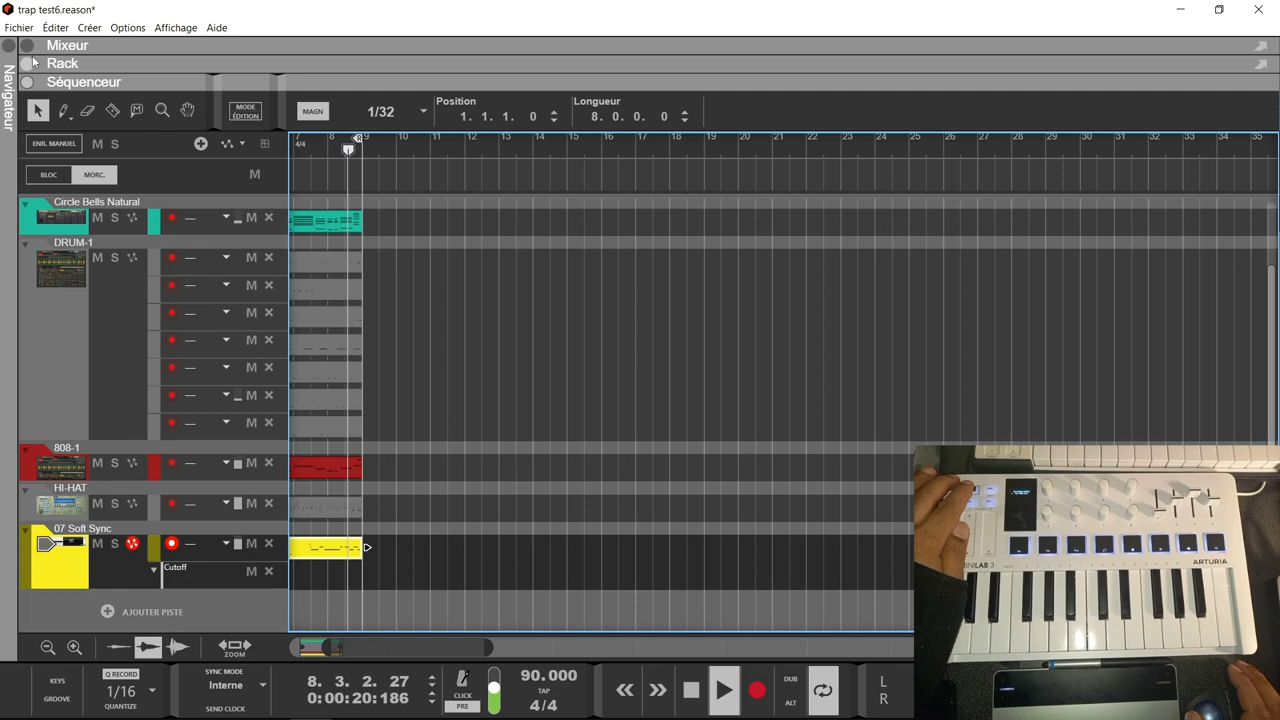 trap test6.reason*
Fichier Éditer Créer Options Affichage Aide
Mixeur
Rack
Séquenceur
Navigateur
MODE ÉDITION
MAGN
1/32
Position
1. 1. 1. 0
Longueur
8. 0. 0. 0
ENR. MANUEL M S
7 8 9 10 11 12 13 14 15 16 17 18 19 20 21 22 23 24 25 26 27 28 29 30 31 32 33 34 35
4/4
BLOC MORC. M
Circle Bells Natural
M S M
DRUM-1
M S M
M
M
M
M
M
M
808-1
M S M
HI-HAT
M S M
07 Soft Sync
M S M
Cutoff M
AJOUTER PISTE
ZOOM
MINILAB 3
ARTURIA
KEYS
GROOVE
Q RECORD
1/16
QUANTIZE
SYNC MODE
Interne
SEND CLOCK
8. 3. 2. 27
0:00:20:186
CLICK
PRE
90.000
TAP
4/4
DUB
ALT
L
R